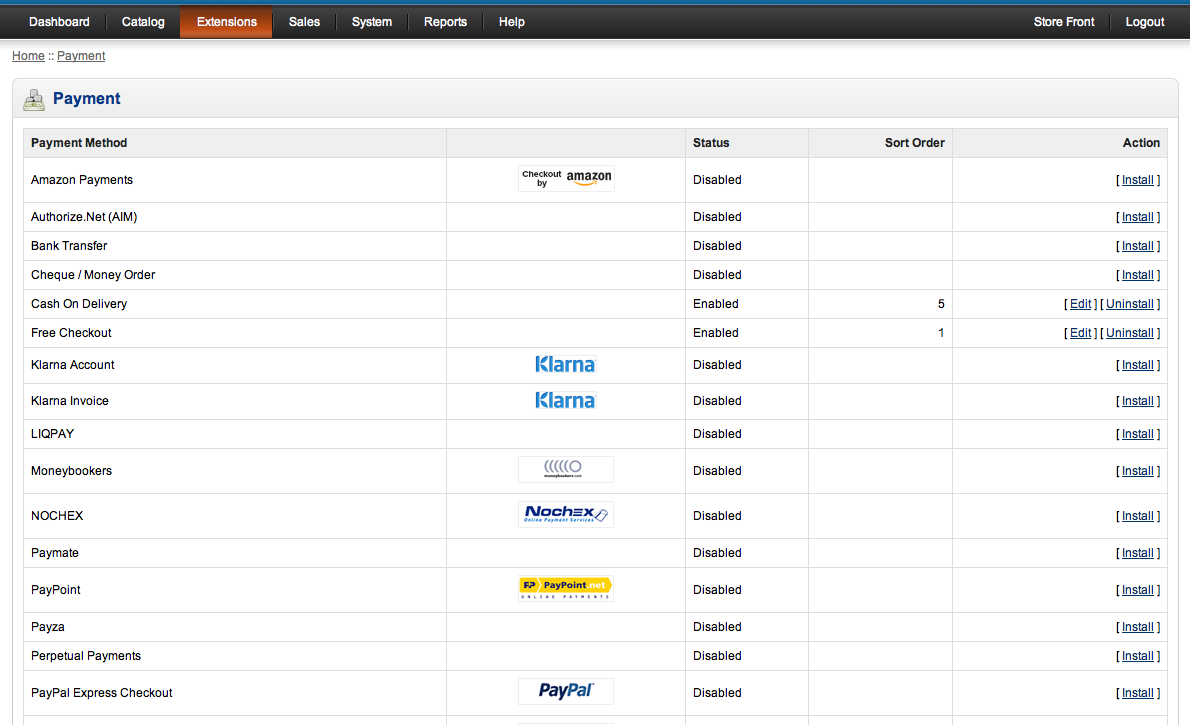 Dashboard Catalog Extensions Sales System Reports Help Store Front Logout
Home :: Payment
Payment
Payment Method Status Sort Order Action
Amazon Payments Checkout by amazon Disabled [ Install ]
Authorize.Net (AIM) Disabled [ Install ]
Bank Transfer Disabled [ Install ]
Cheque / Money Order Disabled [ Install ]
Cash On Delivery Enabled 5 [ Edit ] [ Uninstall ]
Free Checkout Enabled 1 [ Edit ] [ Uninstall ]
Klarna Account Klarna Disabled [ Install ]
Klarna Invoice Klarna Disabled [ Install ]
LIQPAY Disabled [ Install ]
Moneybookers moneybookers.com Disabled [ Install ]
NOCHEX Nochex Online Payment Services Disabled [ Install ]
Paymate Disabled [ Install ]
PayPoint PP PayPoint.net ONLINE PAYMENTS Disabled [ Install ]
Payza Disabled [ Install ]
Perpetual Payments Disabled [ Install ]
PayPal Express Checkout PayPal Disabled [ Install ]